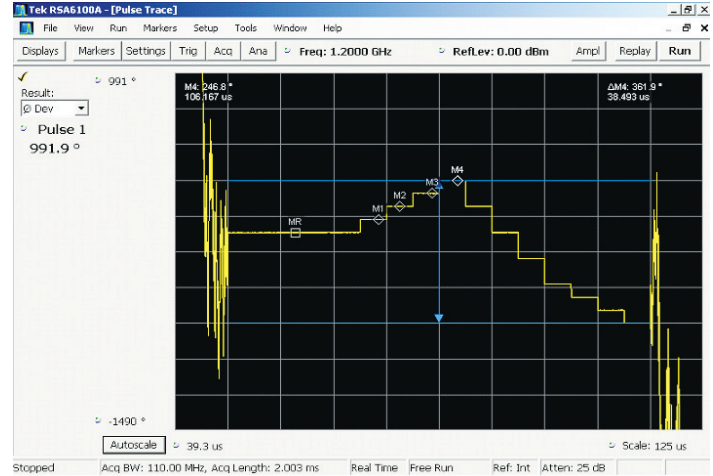 Tek RSA6100A - [Pulse Trace]
File View Run Markers Setup Tools Window Help
Displays Markers Settings Trig Acq Ana Freq: 1.2000 GHz RefLev: 0.00 dBm Ampl Replay Run
Result:
Ø Dev
Pulse 1
991.9 °
991 °
M4: 246.8 °
106.167 us
ΔM4: 361.9 °
38.493 us
MR
M1
M2
M3
M4
-1490 °
Autoscale 39.3 us Scale: 125 us
Stopped Acq BW: 110.00 MHz, Acq Length: 2.003 ms Real Time Free Run Ref: Int Atten: 25 dB